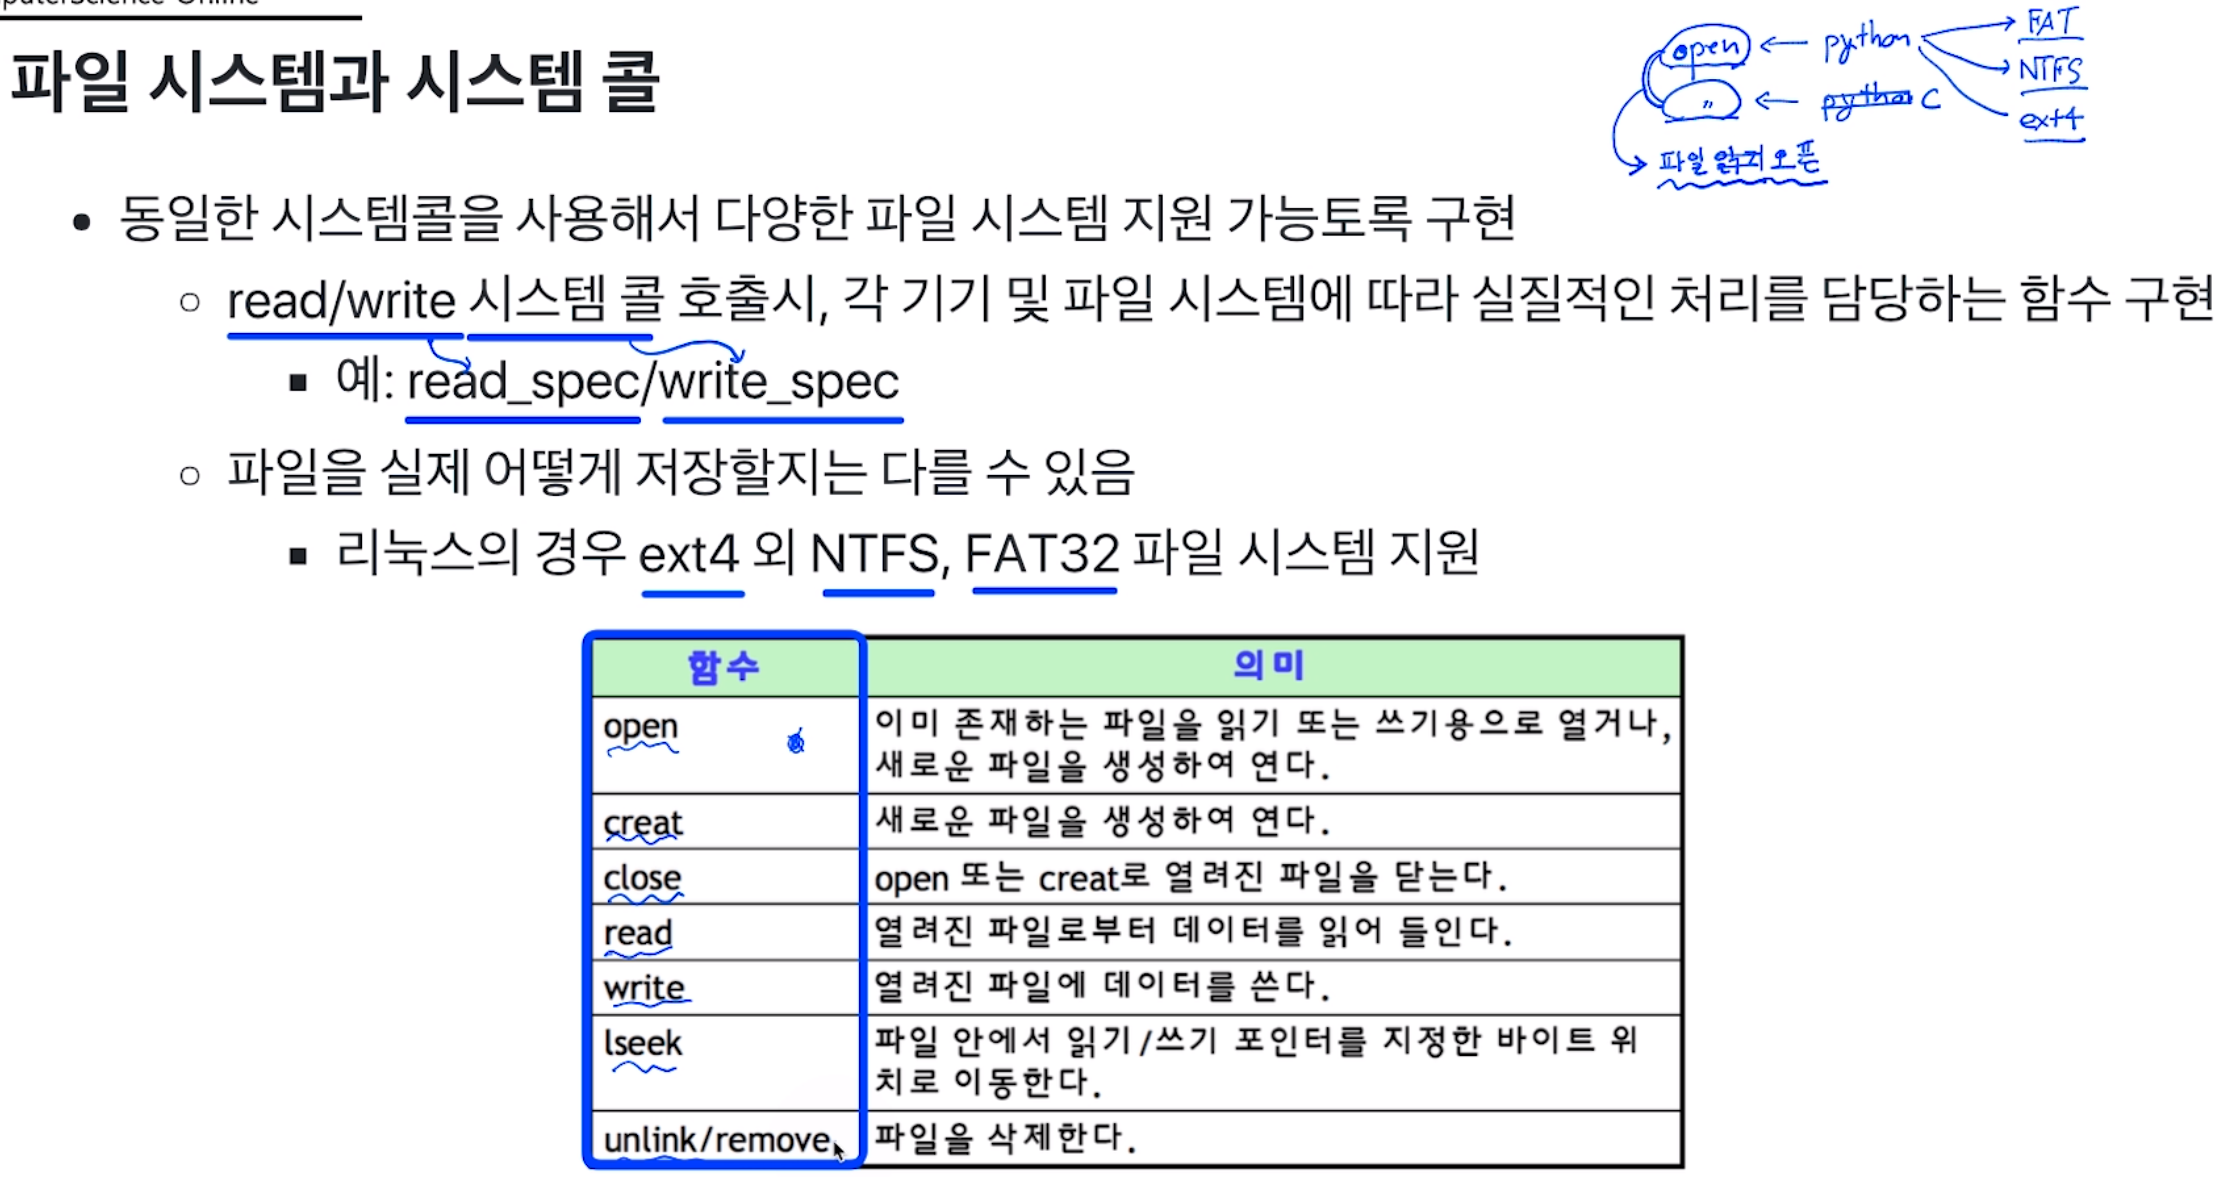 파일 시스템과 시스템 콜
open ← python → FAT
NTFS
ext4
" ← python C
파일 읽기 오픈
• 동일한 시스템콜을 사용해서 다양한 파일 시스템 지원 가능토록 구현
○ read/write 시스템 콜 호출시, 각 기기 및 파일 시스템에 따라 실질적인 처리를 담당하는 함수 구현
▪ 예: read_spec/write_spec
○ 파일을 실제 어떻게 저장할지는 다를 수 있음
▪ 리눅스의 경우 ext4 외 NTFS, FAT32 파일 시스템 지원
함수 의미
open 이미 존재하는 파일을 읽기 또는 쓰기용으로 열거나,
새로운 파일을 생성하여 연다.
creat 새로운 파일을 생성하여 연다.
close open 또는 creat로 열려진 파일을 닫는다.
read 열려진 파일로부터 데이터를 읽어 들인다.
write 열려진 파일에 데이터를 쓴다.
lseek 파일 안에서 읽기/쓰기 포인터를 지정한 바이트 위
치로 이동한다.
unlink/remove 파일을 삭제한다.